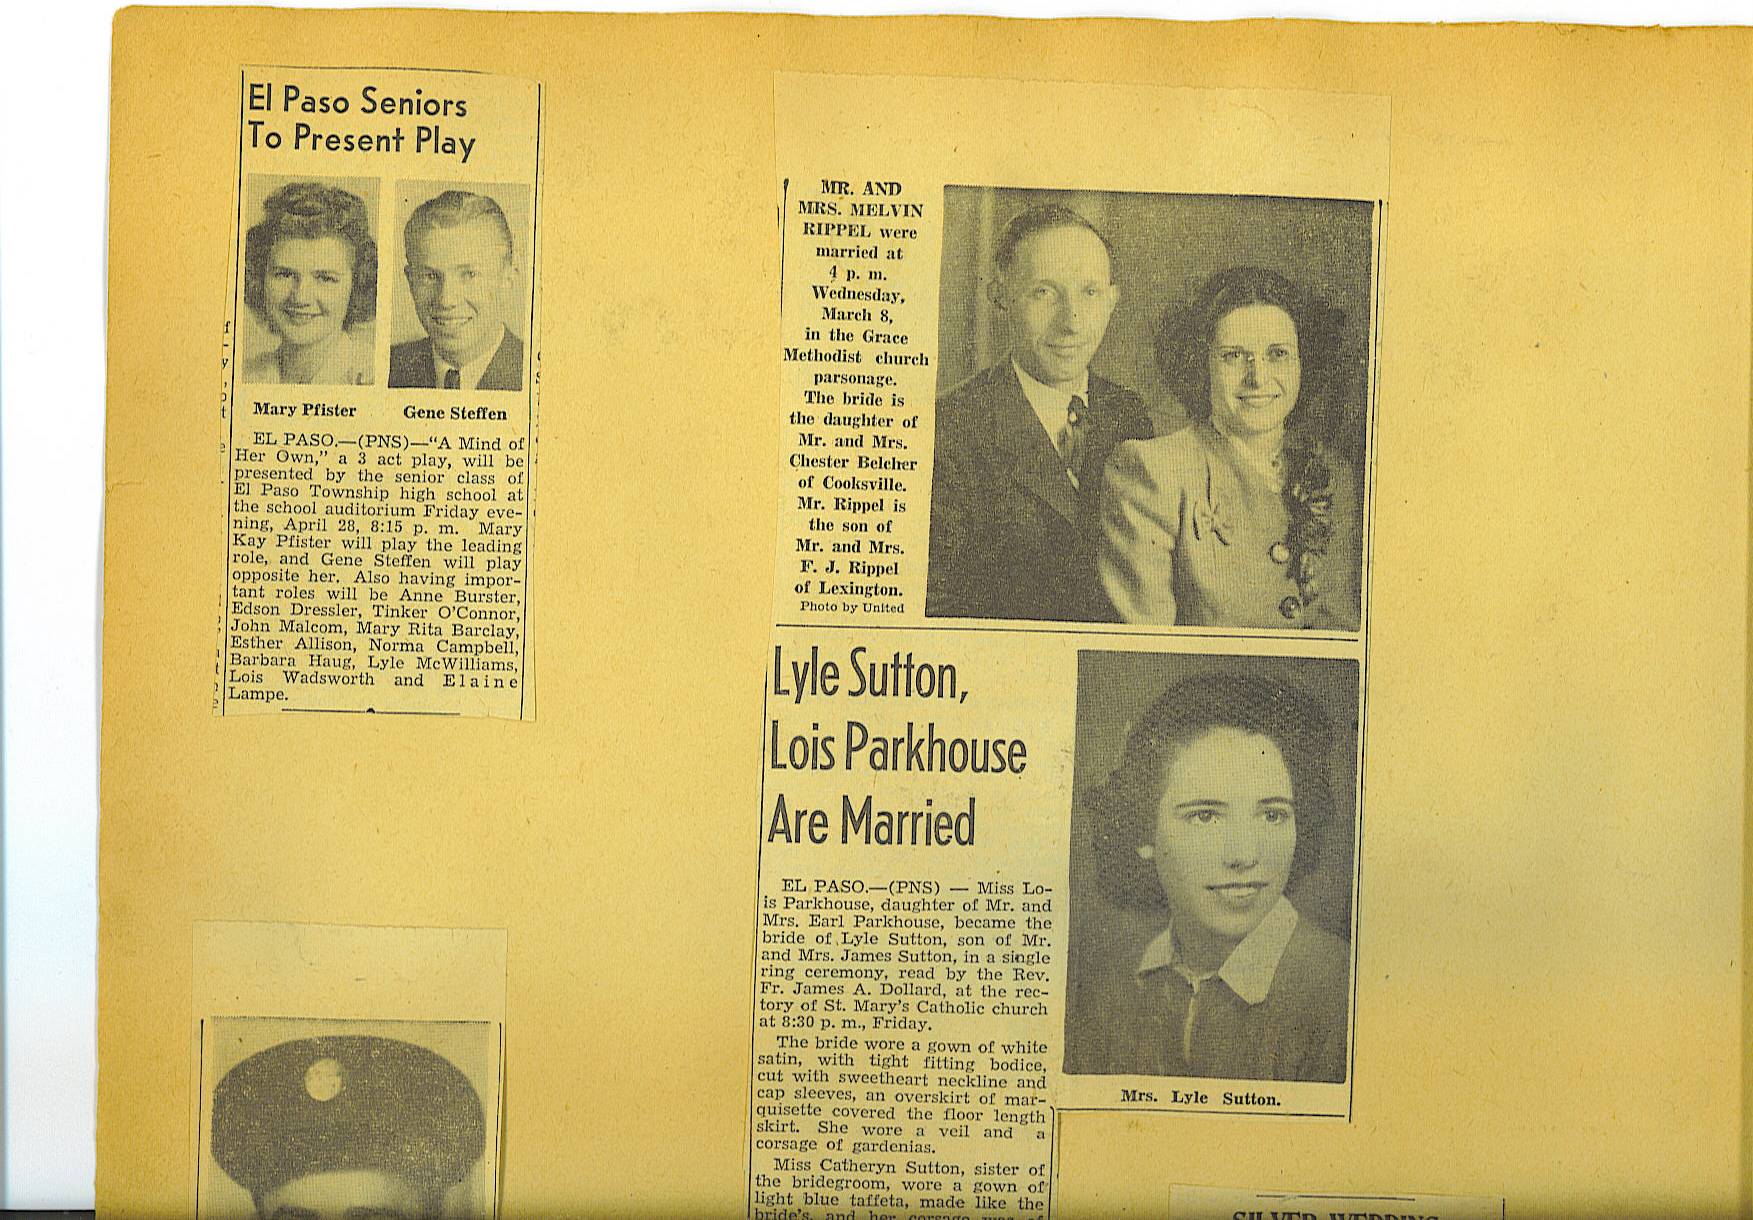 El Paso Seniors
To Present Play
Mary Pfister
Gene Steffen
EL PASO.—(PNS)—“A Mind of
Her Own,” a 3 act play, will be
presented by the senior class of
El Paso Township high school at
the school auditorium Friday eve-
ning, April 28, 8:15 p. m. Mary
Kay Pfister will play the leading
role, and Gene Steffen will play
opposite her. Also having impor-
tant roles will be Anne Burster,
Edson Dressler, Tinker O'Connor,
John Malcom, Mary Rita Barclay,
Esther Allison, Norma Campbell,
Barbara Haug, Lyle McWilliams,
Lois Wadsworth and Elaine
Lampe.
MR. AND
MRS. MELVIN
RIPPEL were
married at
4 p. m.
Wednesday,
March 8,
in the Grace
Methodist church
parsonage.
The bride is
the daughter of
Mr. and Mrs.
Chester Belcher
of Cooksville.
Mr. Rippel is
the son of
Mr. and Mrs.
F. J. Rippel
of Lexington.
Photo by United
Lyle Sutton,
Lois Parkhouse
Are Married
EL PASO.—(PNS) — Miss Lo-
is Parkhouse, daughter of Mr. and
Mrs. Earl Parkhouse, became the
bride of Lyle Sutton, son of Mr.
and Mrs. James Sutton, in a single
ring ceremony, read by the Rev.
Fr. James A. Dollard, at the rec-
tory of St. Mary's Catholic church
at 8:30 p. m., Friday.
The bride wore a gown of white
satin, with tight fitting bodice,
cut with sweetheart neckline and
cap sleeves, an overskirt of mar-
quisette covered the floor length
skirt. She wore a veil and a
corsage of gardenias.
Miss Catheryn Sutton, sister of
the bridegroom, wore a gown of
light blue taffeta, made like the
bride's, and her corsage was of
Mrs. Lyle Sutton.
SILVER WEDDING